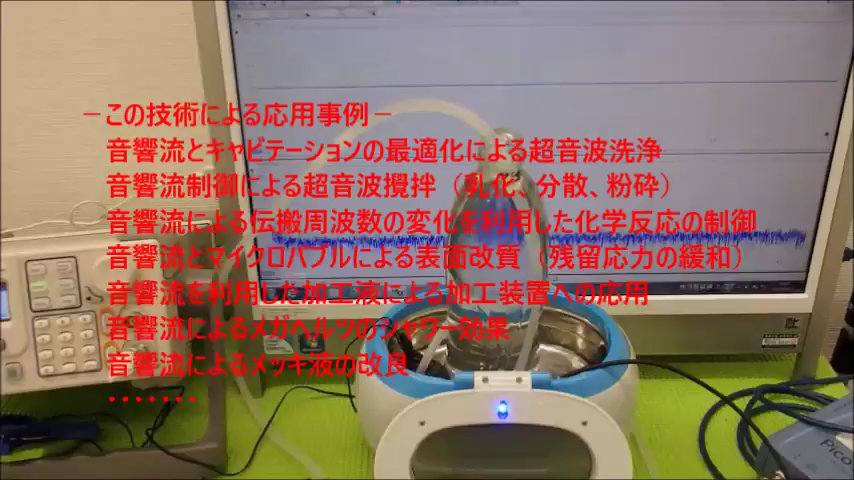 －この技術による応用事例－
音響流とキャビテーションの最適化による超音波洗浄
音響流制御による超音波攪拌（乳化、分散、粉砕）
音響流による伝搬周波数の変化を利用した化学反応の制御
音響流とマイクロバブルによる表面改質（残留応力の緩和）
音響流を利用した加工液による加工装置への応用
音響流によるメガヘルツのシャワー効果
音響流によるメッキ液の改良
・・・・・・・
Pico